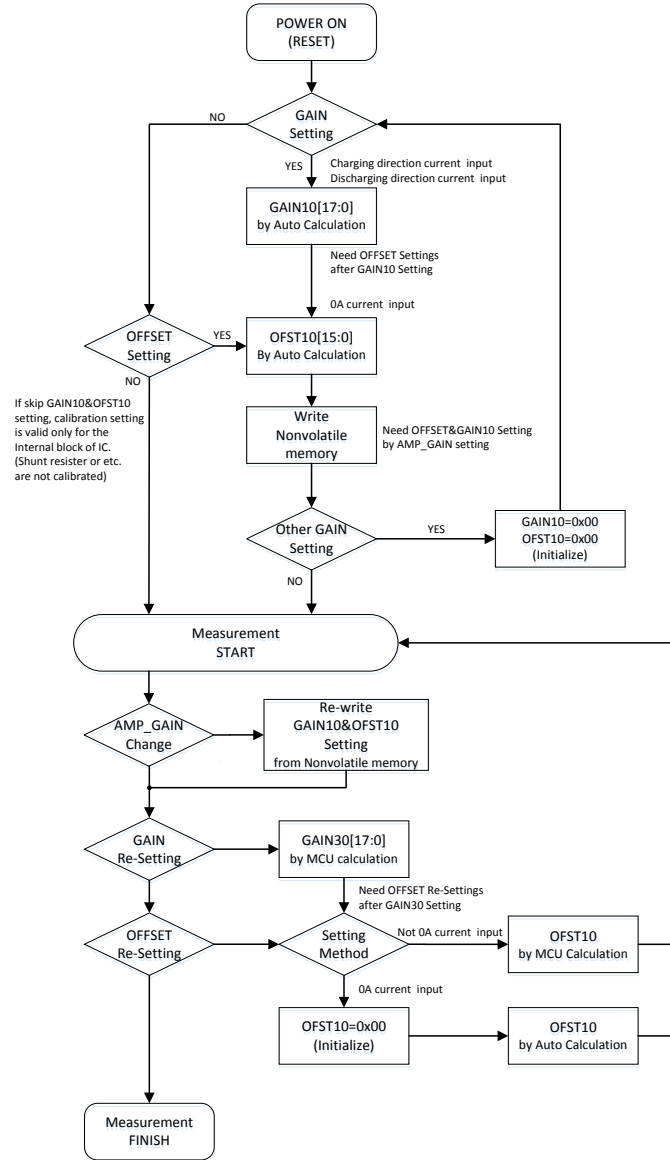 POWER ON
(RESET)
GAIN
Setting
NO
YES
Charging direction current input
Discharging direction current input
GAIN10[17:0]
by Auto Calculation
Need OFFSET Settings
after GAIN10 Setting
0A current input
OFFSET
Setting
YES
NO
OFST10[15:0]
By Auto Calculation
If skip GAIN10&OFST10
setting, calibration setting
is valid only for the
Internal block of IC.
(Shunt resister or etc.
are not calibrated)
Write
Nonvolatile
memory
Need OFFSET&GAIN10 Setting
by AMP_GAIN setting
Other GAIN
Setting
YES
NO
GAIN10=0x00
OFST10=0x00
(Initialize)
Measurement
START
AMP_GAIN
Change
Re-write
GAIN10&OFST10
Setting
from Nonvolatile memory
GAIN
Re-Setting
GAIN30[17:0]
by MCU calculation
Need OFFSET Re-Settings
after GAIN30 Setting
OFFSET
Re-Setting
Setting
Method
Not 0A current input
OFST10
by MCU Calculation
0A current input
OFST10=0x00
(Initialize)
OFST10
by Auto Calculation
Measurement
FINISH